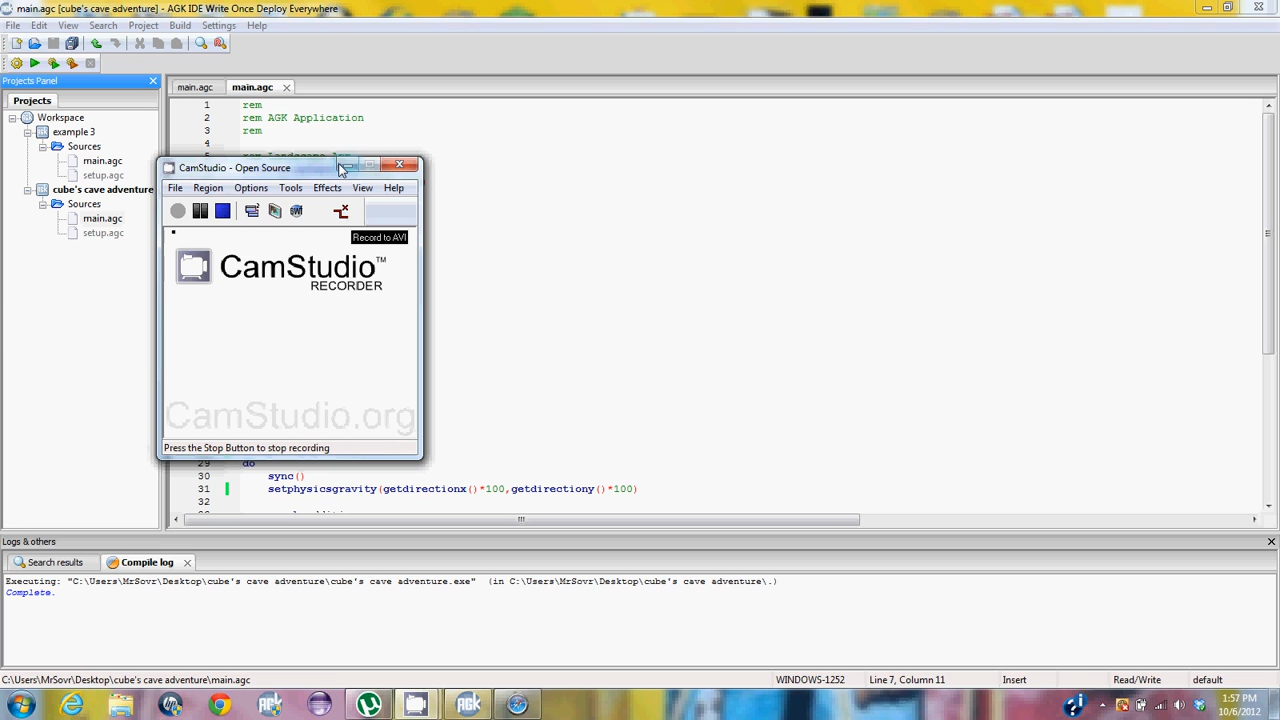 main.agc [cube's cave adventure] - AGK IDE Write Once Deploy Everywhere
File Edit View Search Project Build Settings Help
Projects Panel
Projects
Workspace
example 3
Sources
main.agc
setup.agc
cube's cave adventure
Sources
main.agc
setup.agc
main.agc main.agc
1 rem
2 rem AGK Application
3 rem
4
CamStudio - Open Source
File Region Options Tools Effects View Help
Record to AVI
CamStudio™
RECORDER
CamStudio.org
Press the Stop Button to stop recording
29 do
30 sync()
31 setphysicsgravity(getdirectionx()*100,getdirectiony()*100)
32
Logs & others
Search results Compile log
Executing: "C:\Users\MrSovr\Desktop\cube's cave adventure\cube's cave adventure.exe" (in C:\Users\MrSovr\Desktop\cube's cave adventure\.)
Complete.
C:\Users\MrSovr\Desktop\cube's cave adventure\main.agc WINDOWS-1252 Line 7, Column 11 Insert Read/Write default
1:57 PM
10/6/2012